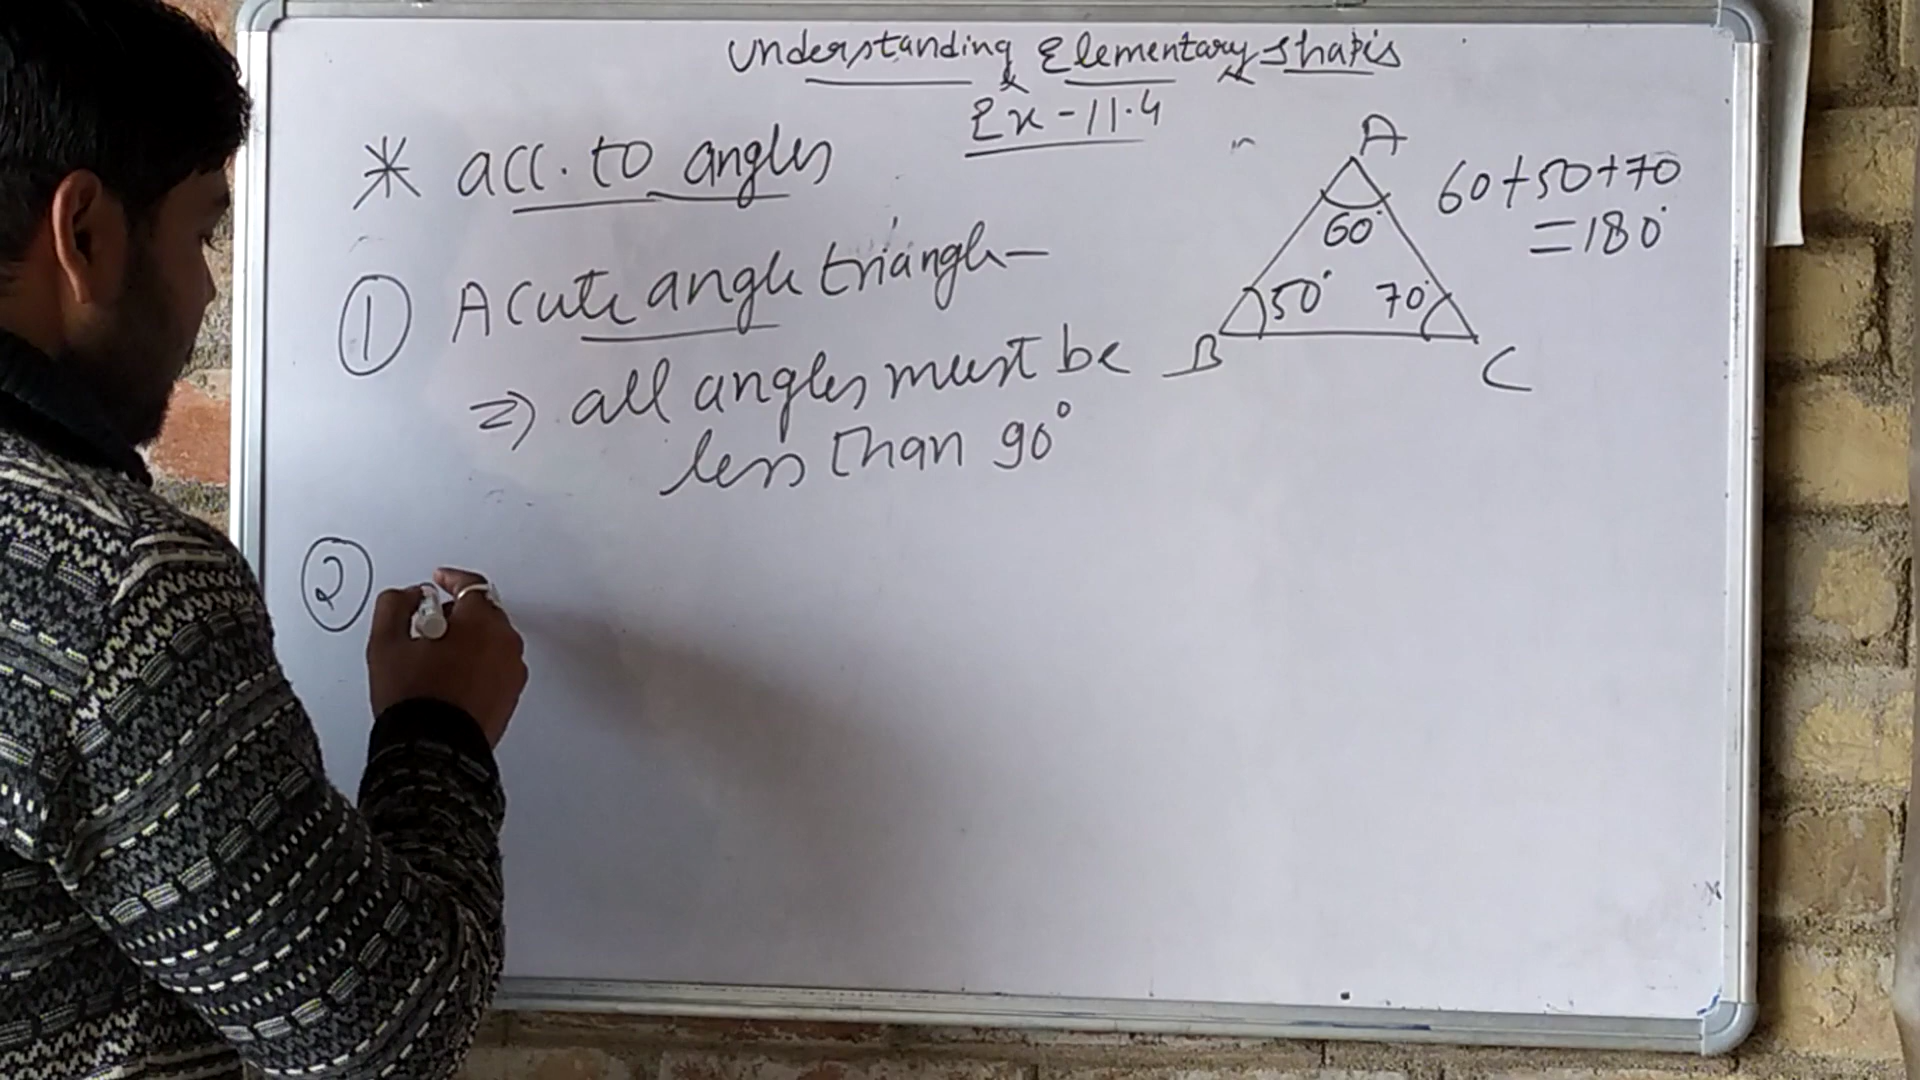 Understanding Elementary Shapes
Ex-11.4
* acc. to angles
① Acute angle triangle-
⇒ all angles must be
less than 90°
A
60°
50° 70°
B C
60+50+70
=180°
②